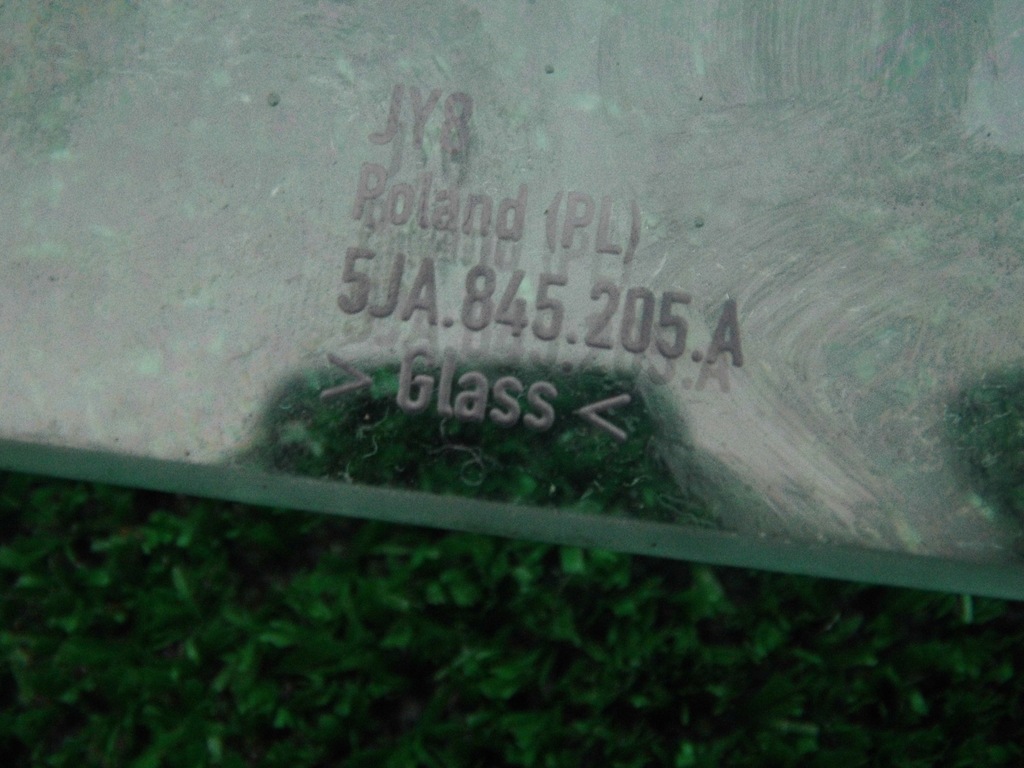 JY8
Poland (PL)
5JA.845.205.A
> Glass <